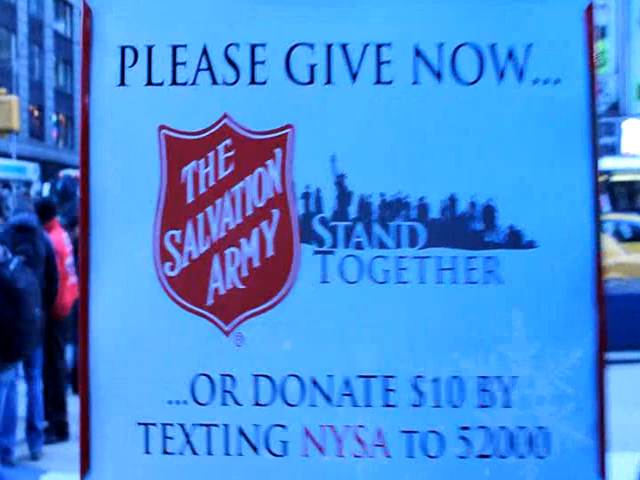 PLEASE GIVE NOW...
THE
SALVATION
ARMY
STAND
TOGETHER
®
...OR DONATE $10 BY
TEXTING NYSA TO 52000